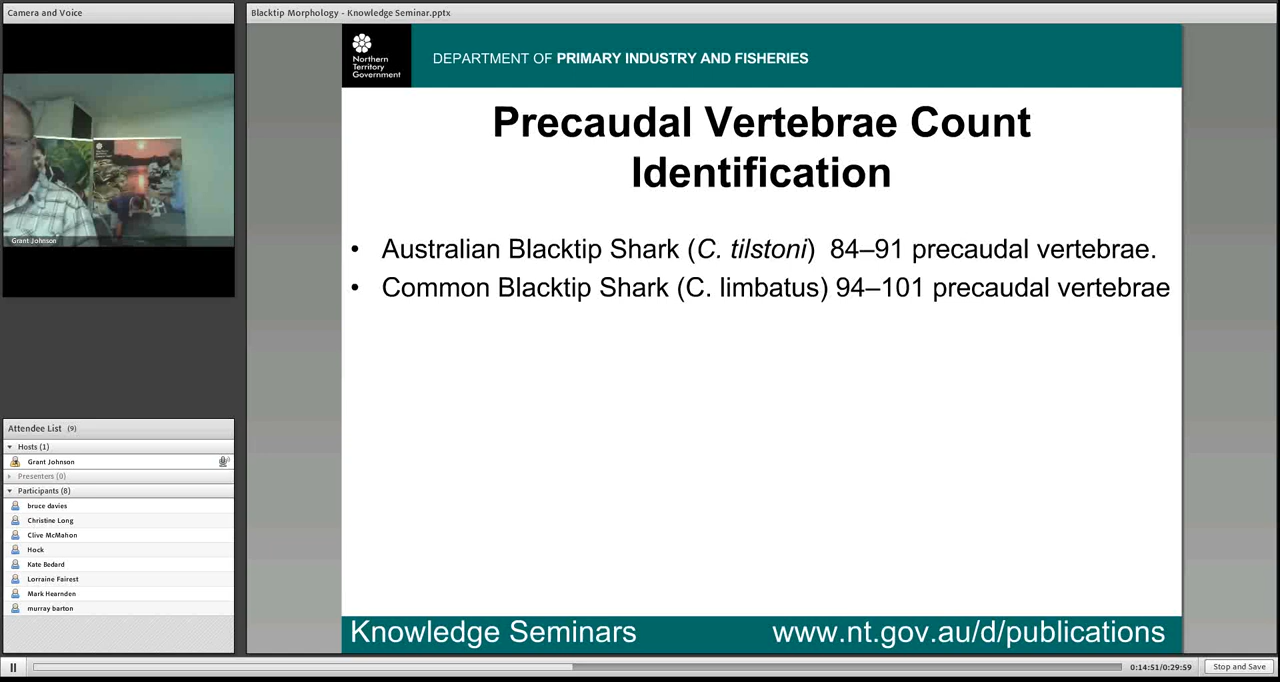 Camera and Voice
Grant Johnson
Attendee List (9)
Hosts (1)
Grant Johnson
Presenters (0)
Participants (8)
bruce davies
Christine Long
Clive McMahon
Hock
Kate Bedard
Lorraine Fairest
Mark Hearnden
murray barton
Blacktip Morphology - Knowledge Seminar.pptx
Northern
Territory
Government
DEPARTMENT OF PRIMARY INDUSTRY AND FISHERIES
Precaudal Vertebrae Count
Identification
• Australian Blacktip Shark (C. tilstoni) 84–91 precaudal vertebrae.
• Common Blacktip Shark (C. limbatus) 94–101 precaudal vertebrae
Knowledge Seminars www.nt.gov.au/d/publications
0:14:51/0:29:59 Stop and Save